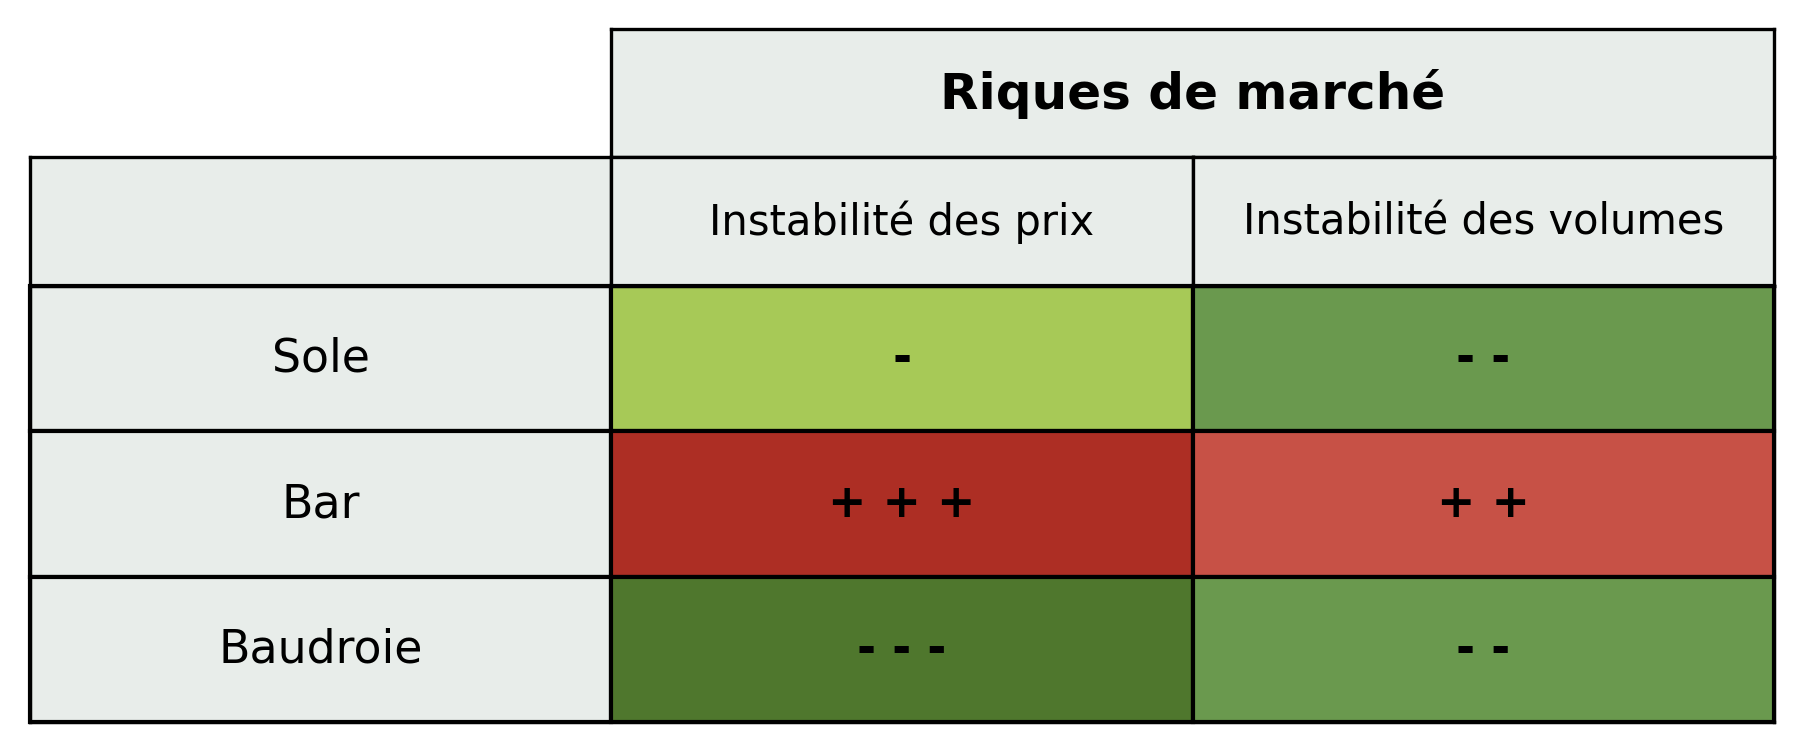 Riques de marché
Instabilité des prix Instabilité des volumes
Sole - - -
Bar + + + + +
Baudroie - - - - -